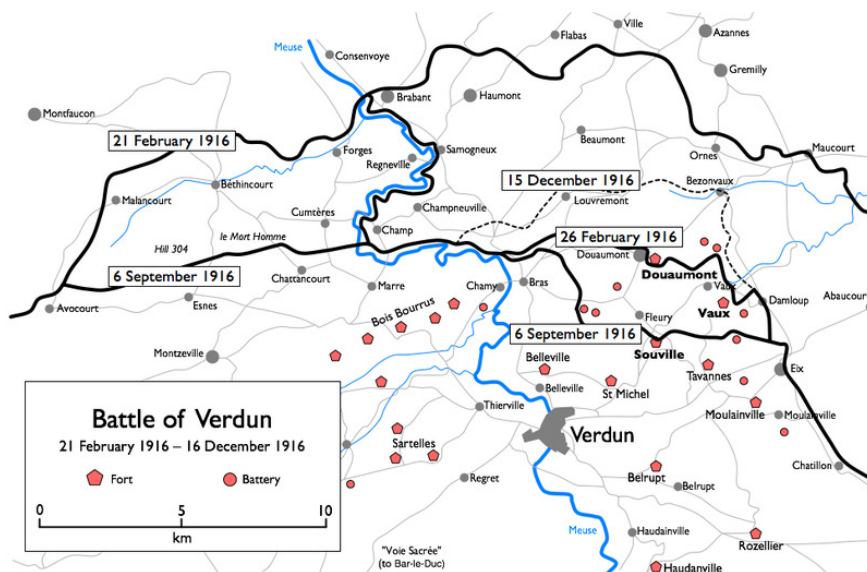 Ville
Azannes
Flabas
Meuse
Consenvoye
Gremilly
Brabant
Haumont
Montfaucon
21 February 1916
Beaumont
Forges
Samogneux
Ornes
Maucourt
Regneville
15 December 1916
Bezonvaux
Béthincourt
Malancourt
Louvremont
Champneuville
Cumtères
Champ
le Mort Homme
Hill 304
26 February 1916
Douaumont
Douaumont
6 September 1916
Chattancourt
Marre
Charny
Bras
Vaux
Vaux
Damloup
Abaucourt
Avocourt
Esnes
Bois Bourrus
Fleury
6 September 1916
Souville
Montzeville
Belleville
Tavannes
Eix
Belleville
St Michel
Moulainville
Moulainville
Thierville
Verdun
Sartelles
Chatillon
Regret
Belrupt
Belrupt
Meuse
Haudainville
Rozellier
"Voie Sacrée"
(to Bar-le-Duc)
Haudanville
Battle of Verdun
21 February 1916 – 16 December 1916
Fort
Battery
0
5
10
km